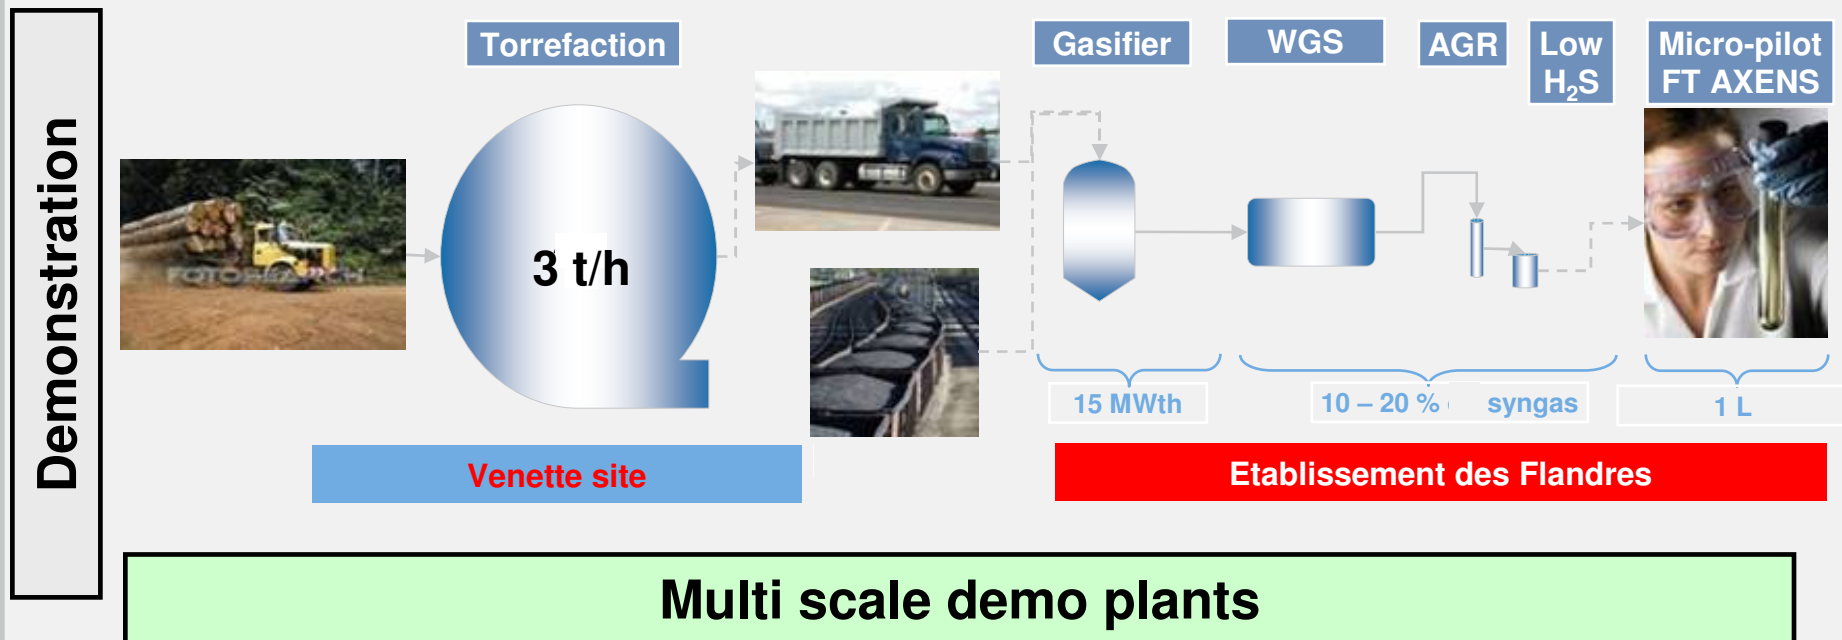 Demonstration
Torrefaction
Gasifier
WGS
AGR
Low
H₂S
Micro-pilot
FT AXENS
FOTOSEARCH
3 t/h
15 MWth
10 – 20 % syngas
1 L
Venette site
Etablissement des Flandres
Multi scale demo plants